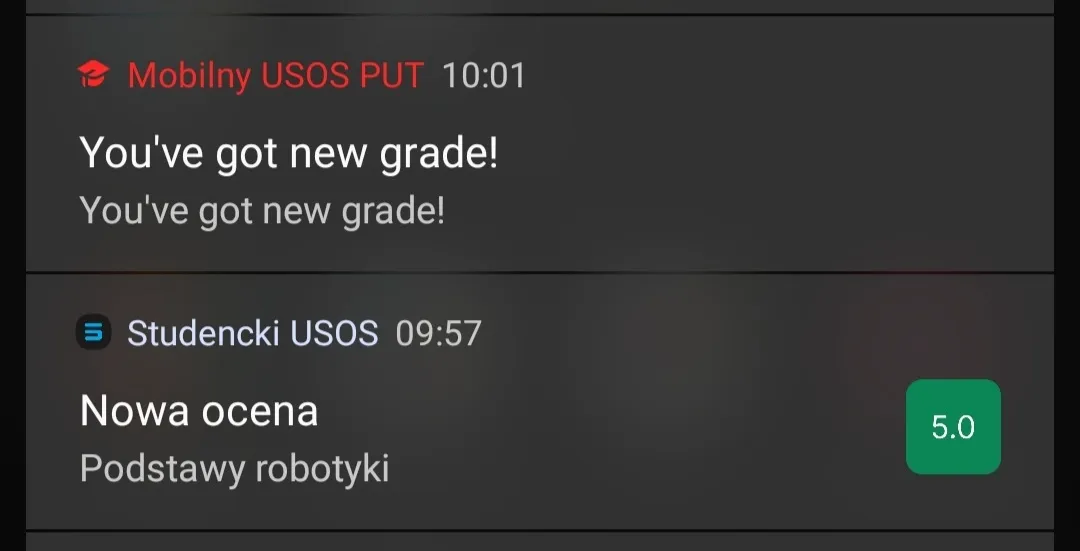 Mobilny USOS PUT 10:01
You've got new grade!
You've got new grade!
Studencki USOS 09:57
Nowa ocena
Podstawy robotyki
5.0